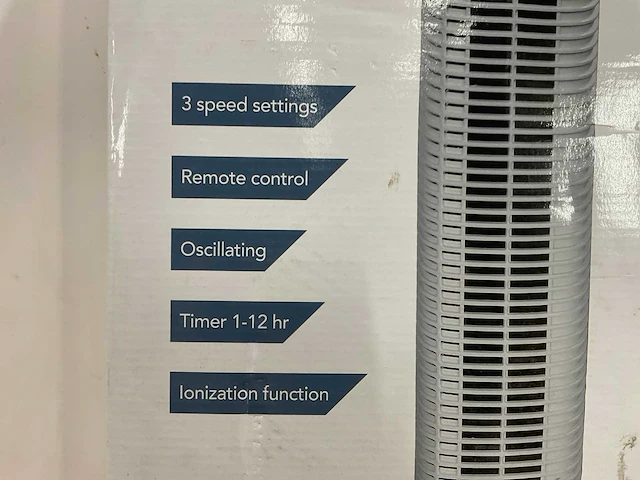 3 speed settings
Remote control
Oscillating
Timer 1-12 hr
Ionization function